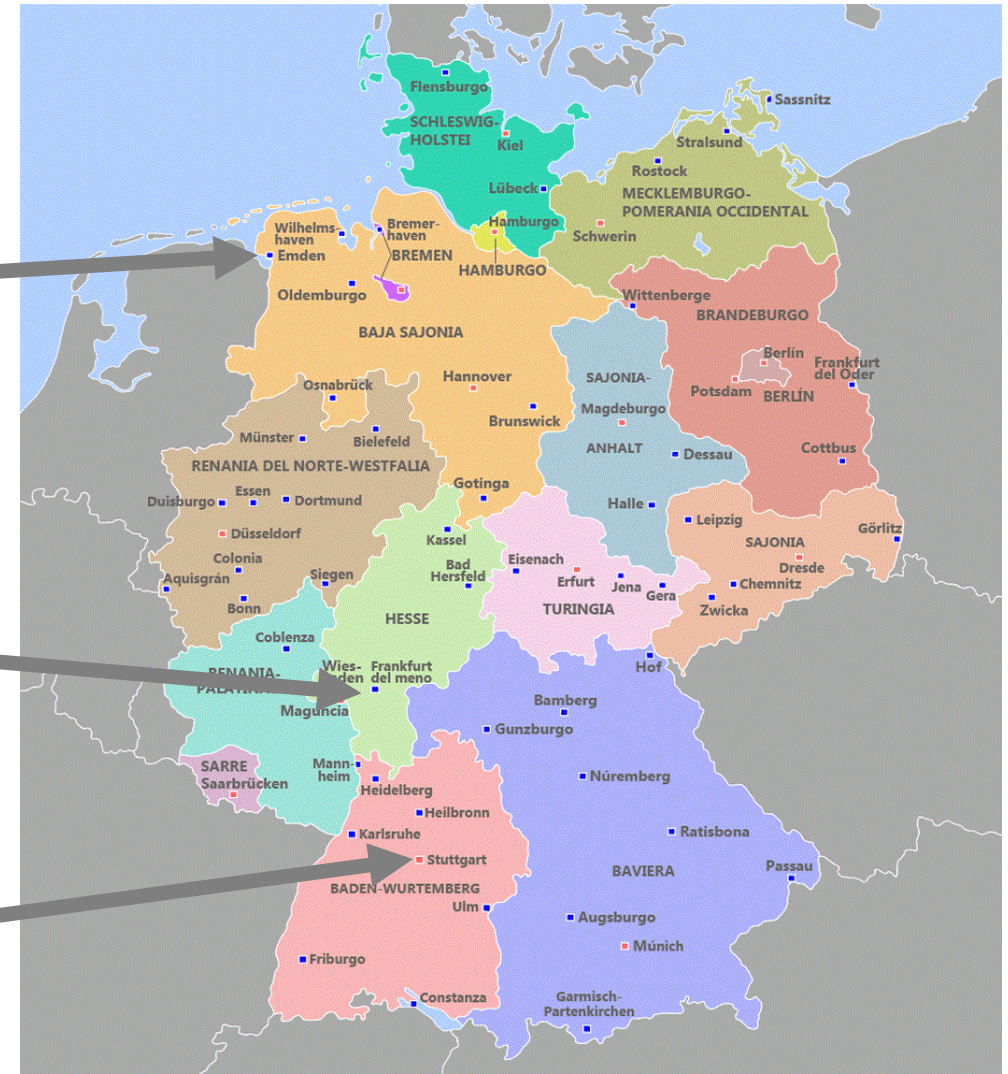 Flensburgo
SCHLESWIG-
HOLSTEI
Kiel
Lübeck
Sassnitz
Stralsund
Rostock
MECKLEMBURGO-
POMERANIA OCCIDENTAL
Schwerin
Hamburgo
HAMBURGO
Wilhelms-
haven
Emden
Bremer-
haven
BREMEN
Oldemburgo
BAJA SAJONIA
Hannover
Osnabrück
Brunswick
Gotinga
Wittenberge
BRANDEBURGO
Berlín
Potsdam
BERLÍN
Frankfurt
del Oder
Cottbus
SAJONIA-
Magdeburgo
ANHALT
Dessau
Halle
Münster
Bielefeld
RENANIA DEL NORTE-WESTFALIA
Duisburgo
Essen
Dortmund
Düsseldorf
Colonia
Aquisgrán
Bonn
Siegen
Kassel
Bad
Hersfeld
HESSE
Eisenach
Erfurt
Jena
Gera
TURINGIA
Leipzig
SAJONIA
Görlitz
Dresde
Chemnitz
Zwicka
Coblenza
RENANIA-
Wies-
Frankfurt
del meno
Maguncia
Hof
Bamberg
Gunzburgo
Núremberg
Ratisbona
Passau
BAVIERA
Augsburgo
Múnich
Garmisch-
Partenkirchen
SARRE
Saarbrücken
Mann-
heim
Heidelberg
Heilbronn
Karlsruhe
Stuttgart
BADEN-WURTEMBERG
Ulm
Friburgo
Constanza